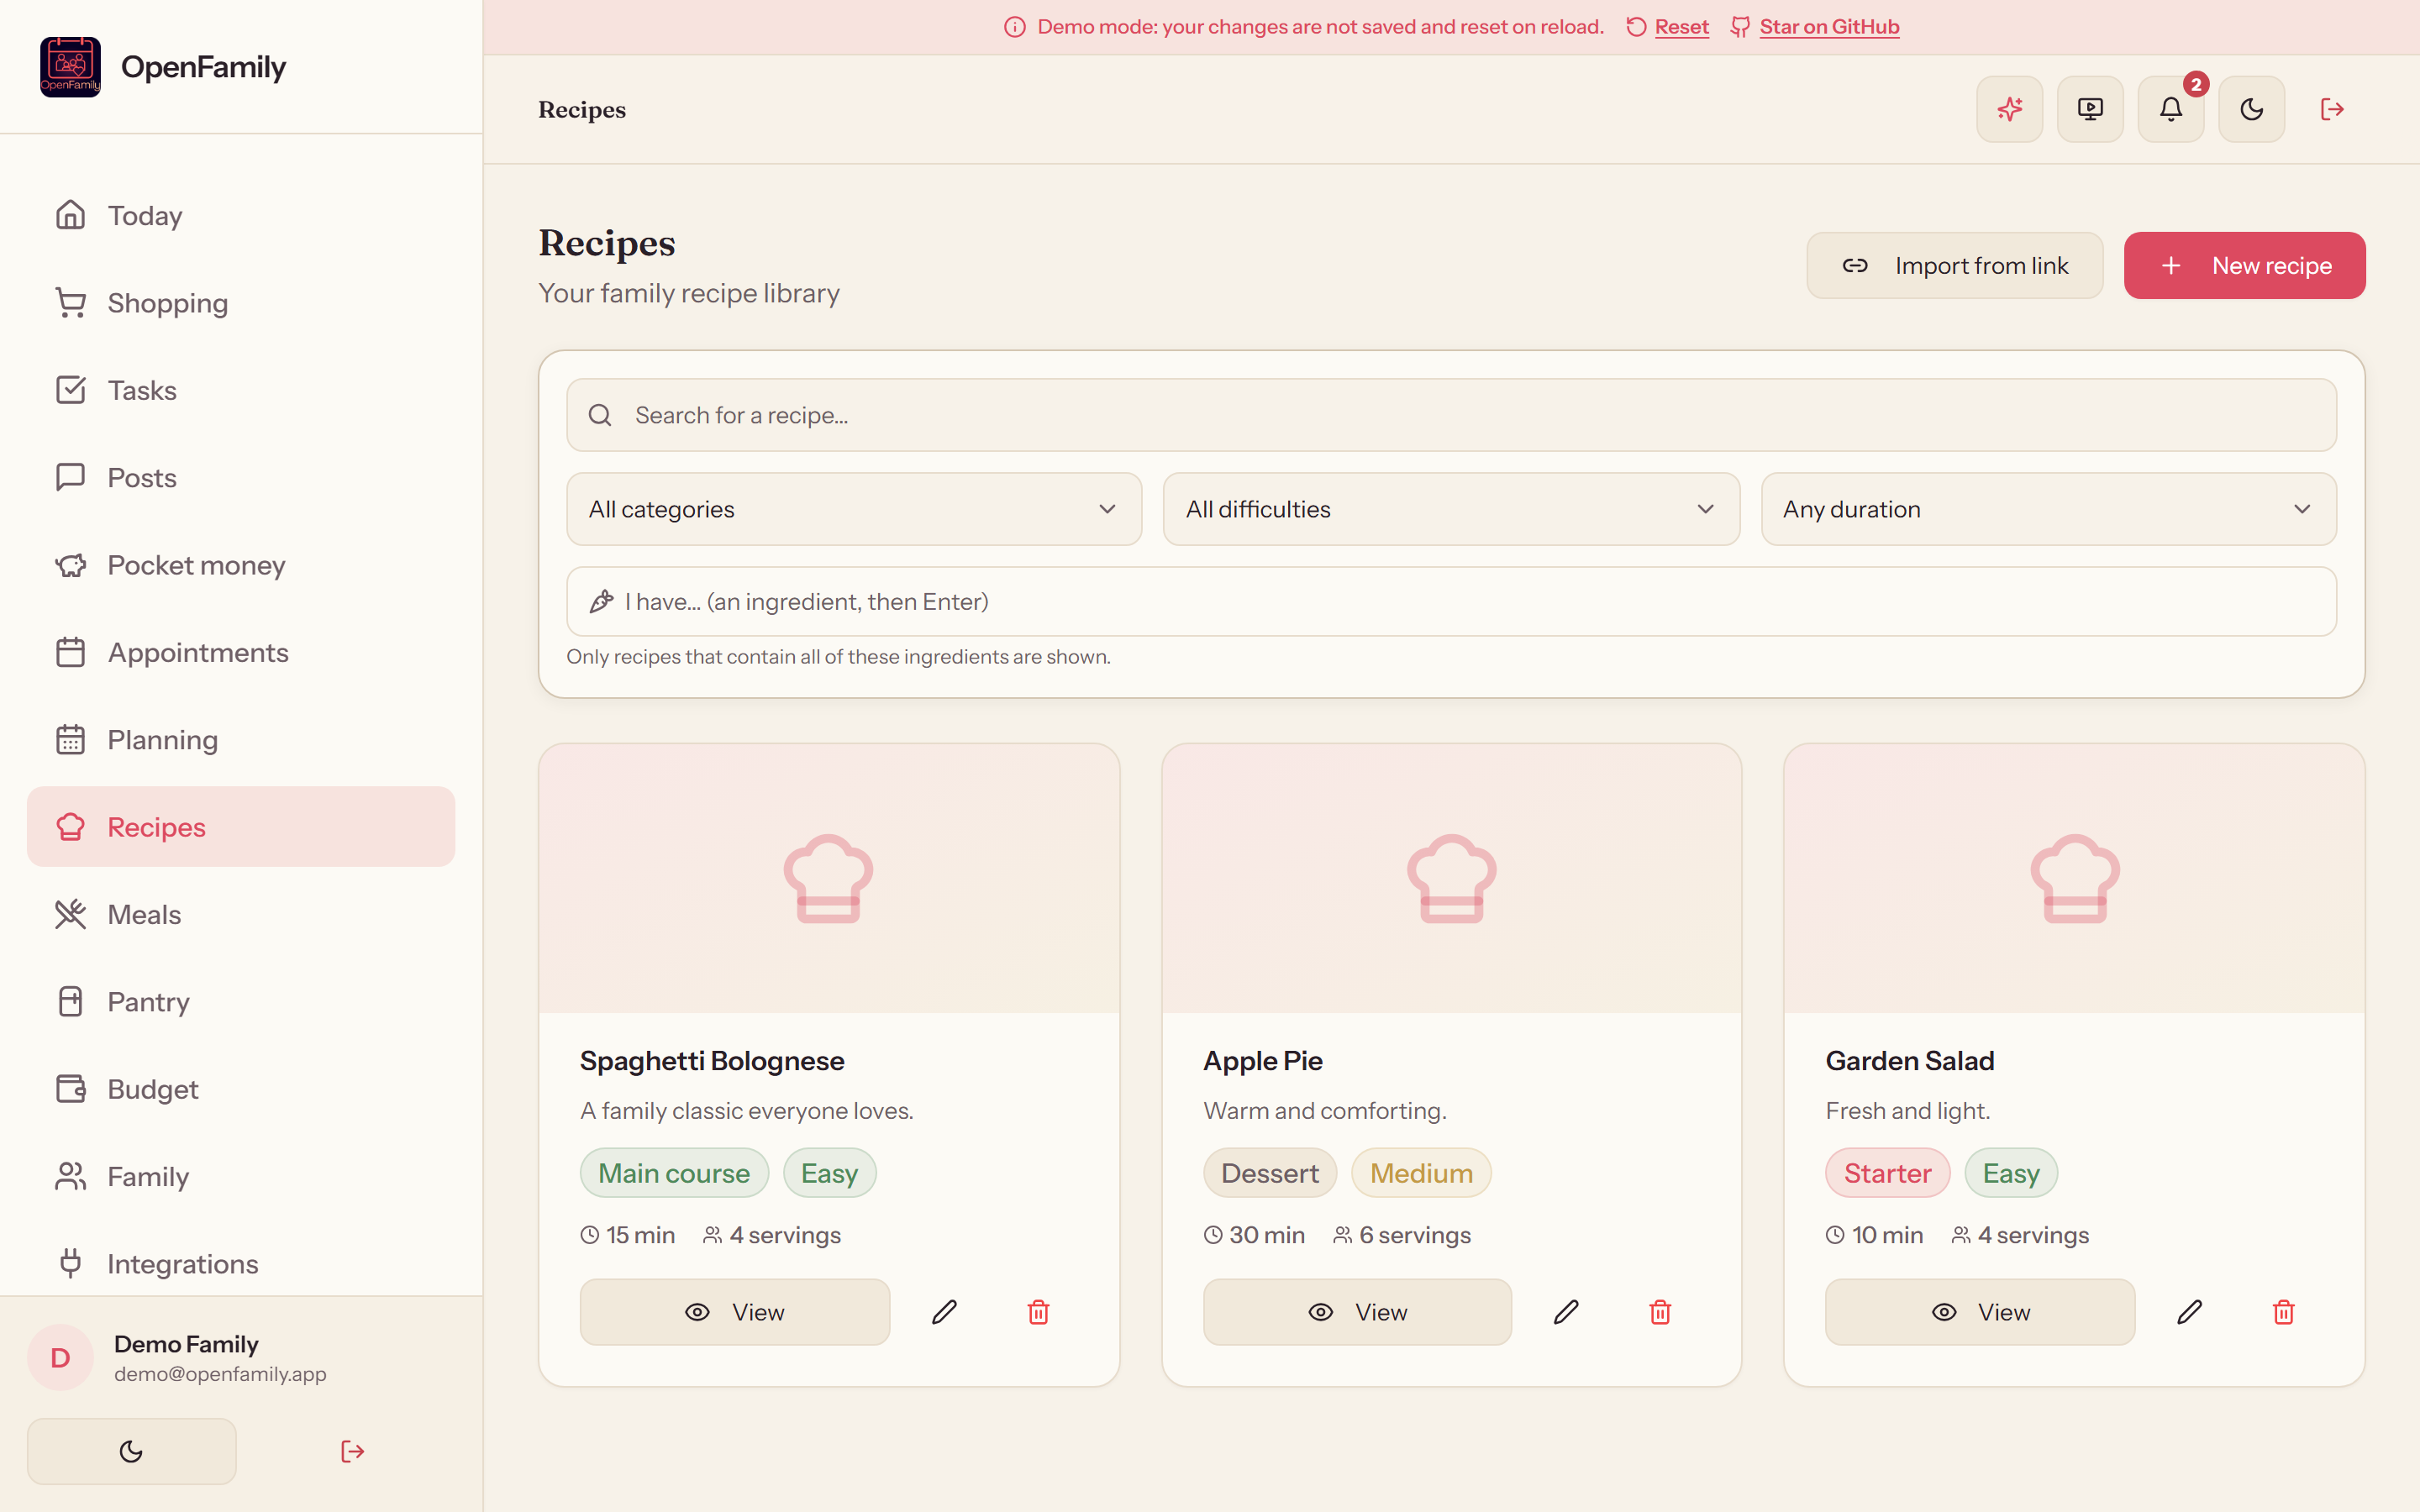 OpenFamily
OpenFamily
Today
Shopping
Tasks
Posts
Pocket money
Appointments
Planning
Recipes
Meals
Pantry
Budget
Family
Integrations
D
Demo Family
demo@openfamily.app
Demo mode: your changes are not saved and reset on reload. Reset Star on GitHub
Recipes
2
Recipes
Your family recipe library
Import from link
New recipe
Search for a recipe...
All categories
All difficulties
Any duration
I have... (an ingredient, then Enter)
Only recipes that contain all of these ingredients are shown.
Spaghetti Bolognese
A family classic everyone loves.
Main course Easy
15 min 4 servings
View
Apple Pie
Warm and comforting.
Dessert Medium
30 min 6 servings
View
Garden Salad
Fresh and light.
Starter Easy
10 min 4 servings
View